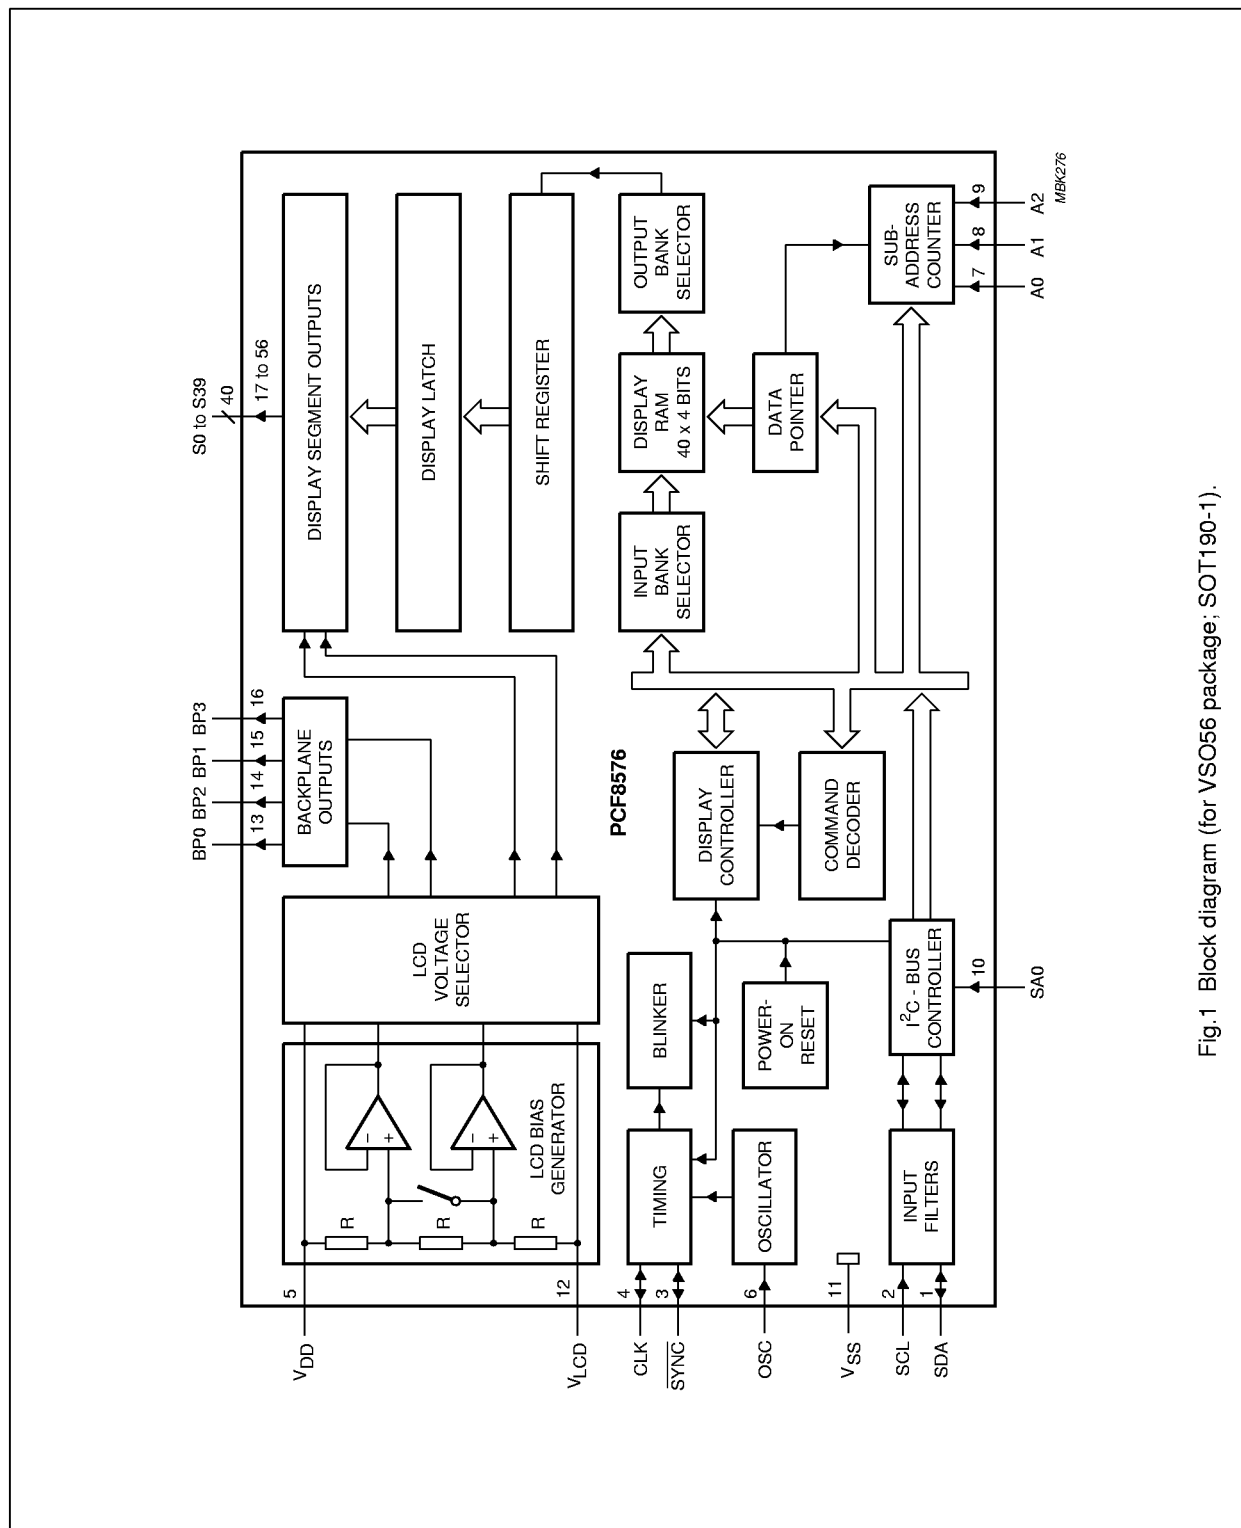 BP0 BP2 BP1 BP3
S0 to S39
40
13 14 15 16
17 to 56
VDD
5
R
R
R
LCD BIAS
GENERATOR
−
+
−
+
LCD
VOLTAGE
SELECTOR
BACKPLANE
OUTPUTS
DISPLAY SEGMENT OUTPUTS
DISPLAY LATCH
SHIFT REGISTER
VLCD
12
CLK
4
SYNC
3
TIMING
BLINKER
PCF8576
DISPLAY
CONTROLLER
INPUT
BANK
SELECTOR
DISPLAY
RAM
40 x 4 BITS
OUTPUT
BANK
SELECTOR
OSC
6
OSCILLATOR
POWER-
ON
RESET
COMMAND
DECODER
DATA
POINTER
VSS
11
SCL
2
SDA
1
INPUT
FILTERS
I²C - BUS
CONTROLLER
SUB-
ADDRESS
COUNTER
10
7 8 9
SA0
A0 A1 A2
MBK276
Fig.1 Block diagram (for VSO56 package; SOT190-1).